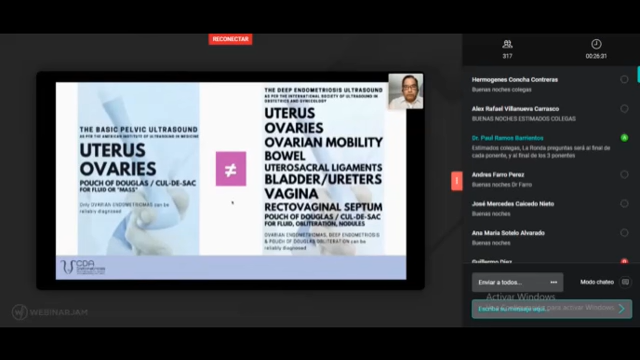 RECONECTAR
317
00:26:31
THE BASIC PELVIC ULTRASOUND
AS PER THE AMERICAN INSTITUTE OF ULTRASOUND IN MEDICINE
UTERUS
OVARIES
POUCH OF DOUGLAS / CUL-DE-SAC
FOR FLUID OR "MASS"
Only OVARIAN ENDOMETRIOMAS can be
reliably diagnosed
≠
THE DEEP ENDOMETRIOSIS ULTRASOUND
AS PER THE INTERNATIONAL SOCIETY OF ULTRASOUND IN
OBSTETRICS AND GYNECOLOGY
UTERUS
OVARIES
OVARIAN MOBILITY
BOWEL
UTEROSACRAL LIGAMENTS
BLADDER/URETERS
VAGINA
RECTOVAGINAL SEPTUM
POUCH OF DOUGLAS / CUL-DE-SAC
FOR FLUID, OBLITERATION, NODULES
OVARIAN ENDOMETRIOMAS, DEEP ENDOMETRIOSIS
& POUCH OF DOUGLAS OBLITERATION can be
reliably diagnosed
CDA
WEBINARJAM
Hermogenes Concha Contreras
Buenas noches colegas
Alex Rafael Villanueva Carrasco
BUENAS NOCHES ESTIMADOS COLEGAS
Dr. Paul Ramos Barrientos
Estimados colegas, La Ronda preguntas será al final de
cada ponente, y al final de los 3 ponentes
Andres Farro Perez
Buenas noches Dr Farro
José Mercedes Caicedo Nieto
Buenas noches
Ana Maria Sotelo Alvarado
Buenas noches
Guillermo Diaz
Enviar a todos...
Modo chateo
Activar Windows
para activar Windows.